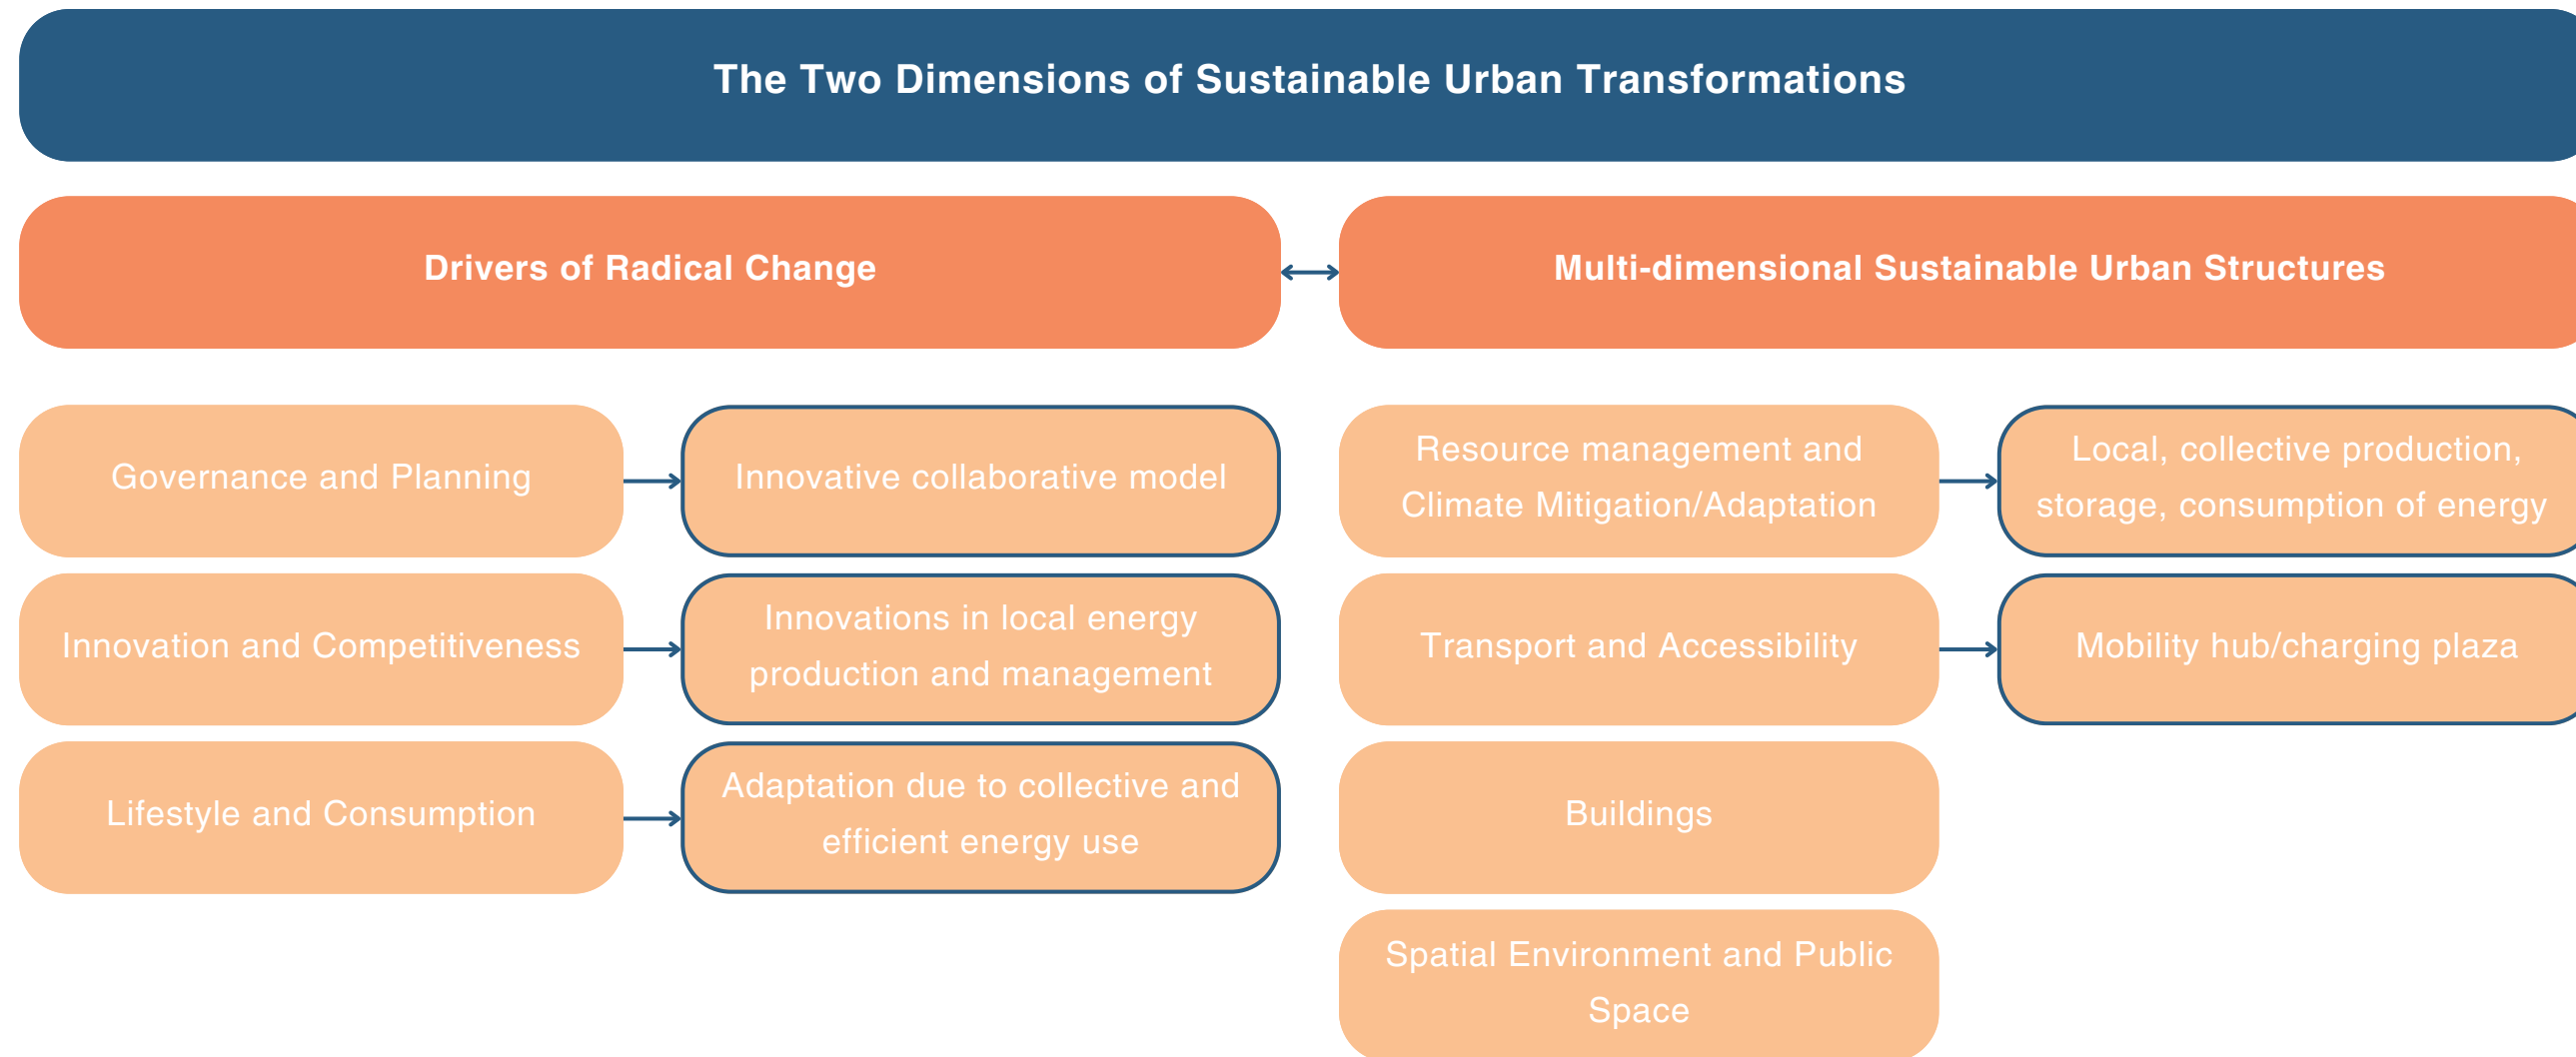 The Two Dimensions of Sustainable Urban Transformations
Drivers of Radical Change
Multi-dimensional Sustainable Urban Structures
Governance and Planning
Innovative collaborative model
Innovation and Competitiveness
Innovations in local energy
production and management
Lifestyle and Consumption
Adaptation due to collective and
efficient energy use
Resource management and
Climate Mitigation/Adaptation
Local, collective production,
storage, consumption of energy
Transport and Accessibility
Mobility hub/charging plaza
Buildings
Spatial Environment and Public
Space